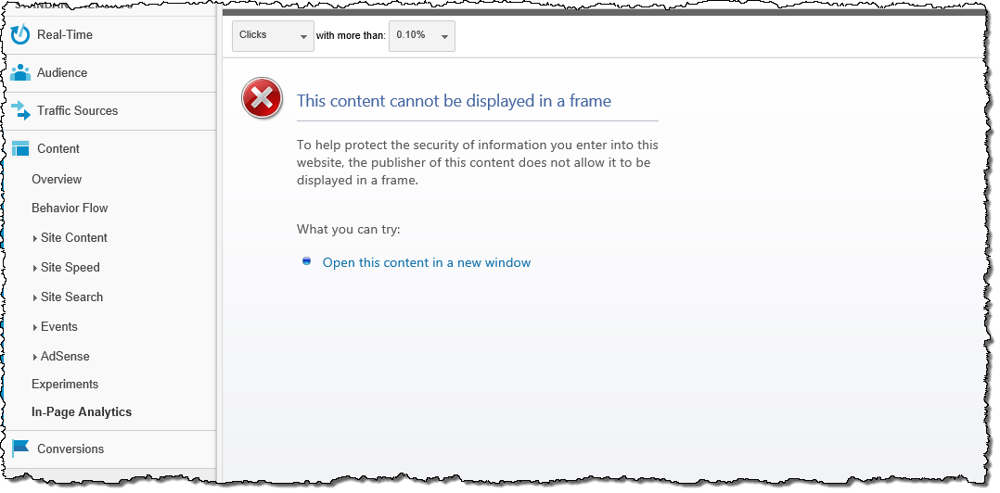 Real-Time
Audience
Traffic Sources
Content
Overview
Behavior Flow
Site Content
Site Speed
Site Search
Events
AdSense
Experiments
In-Page Analytics
Conversions
Clicks with more than: 0.10%
This content cannot be displayed in a frame
To help protect the security of information you enter into this
website, the publisher of this content does not allow it to be
displayed in a frame.
What you can try:
Open this content in a new window